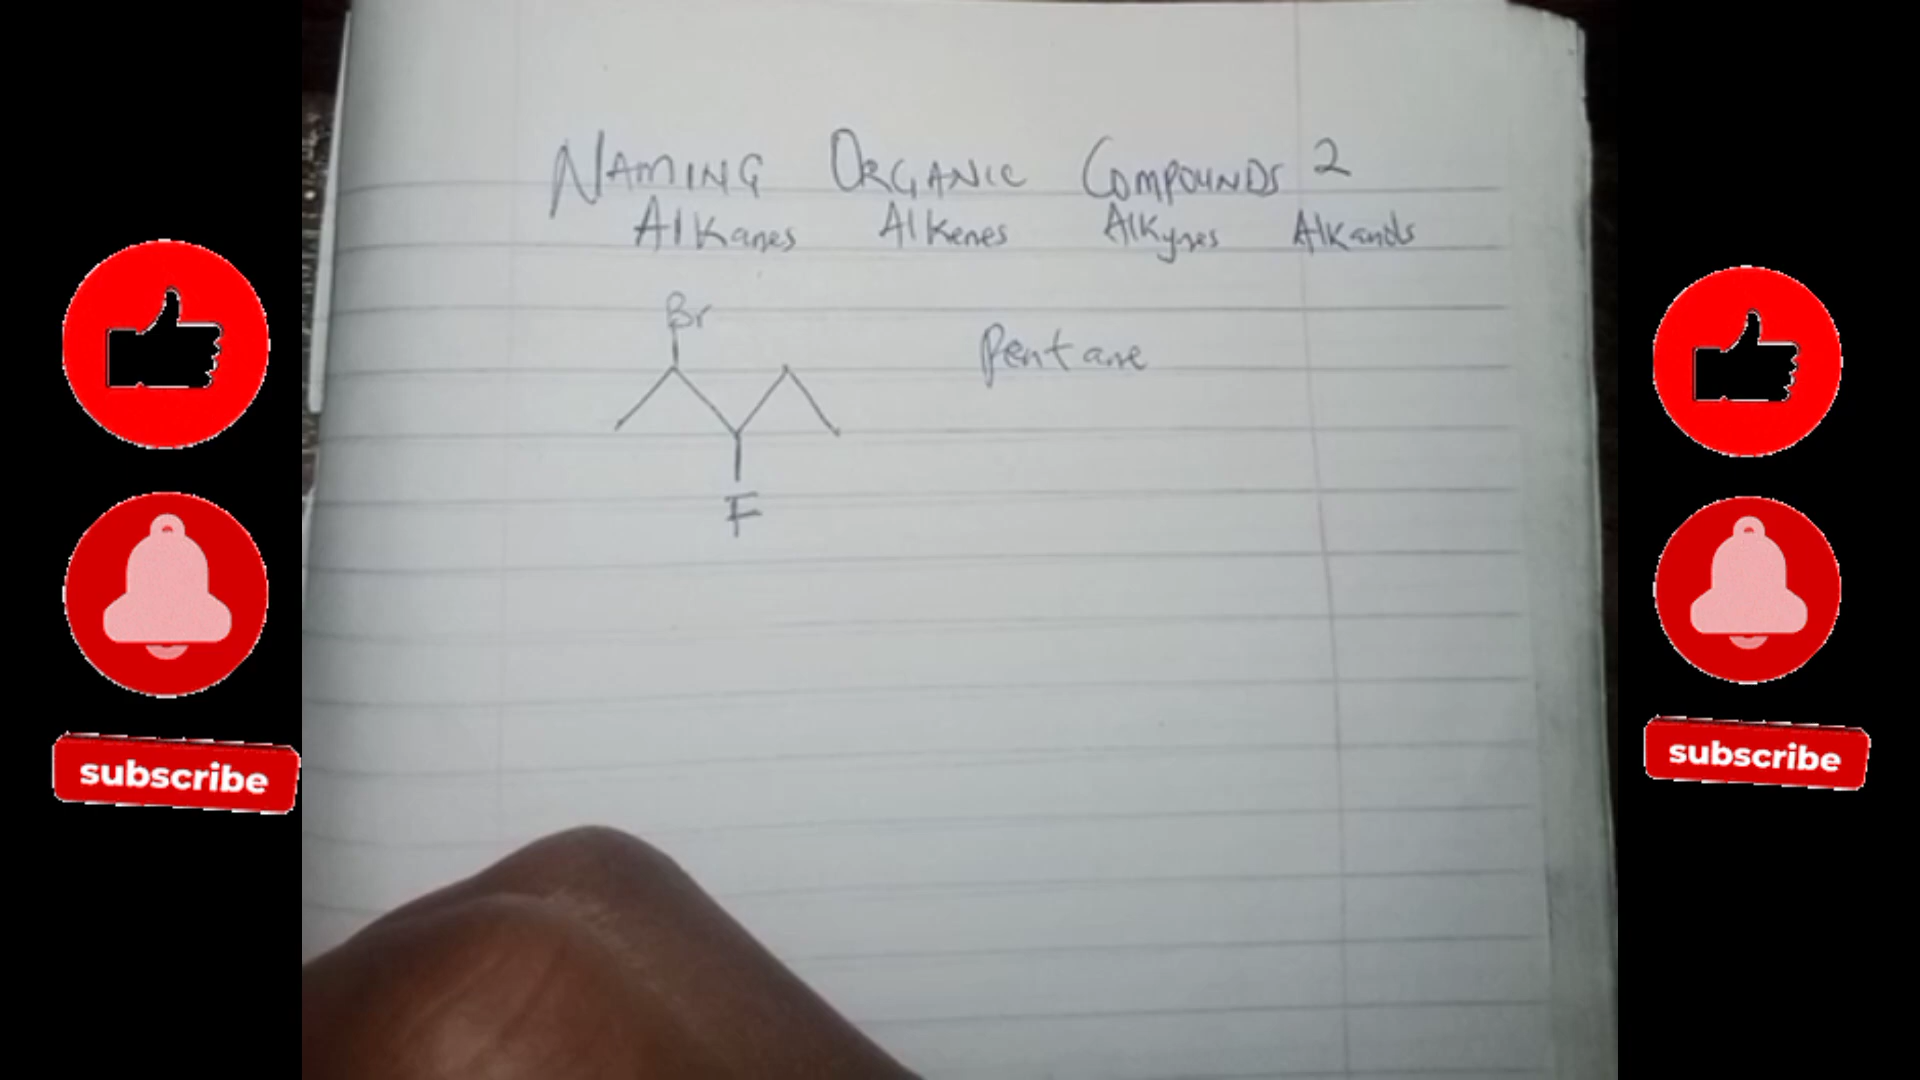 NAMING ORGANIC COMPOUNDS 2
Alkanes Alkenes Alkynes Alkanols
Br
Pentane
F
subscribe
subscribe